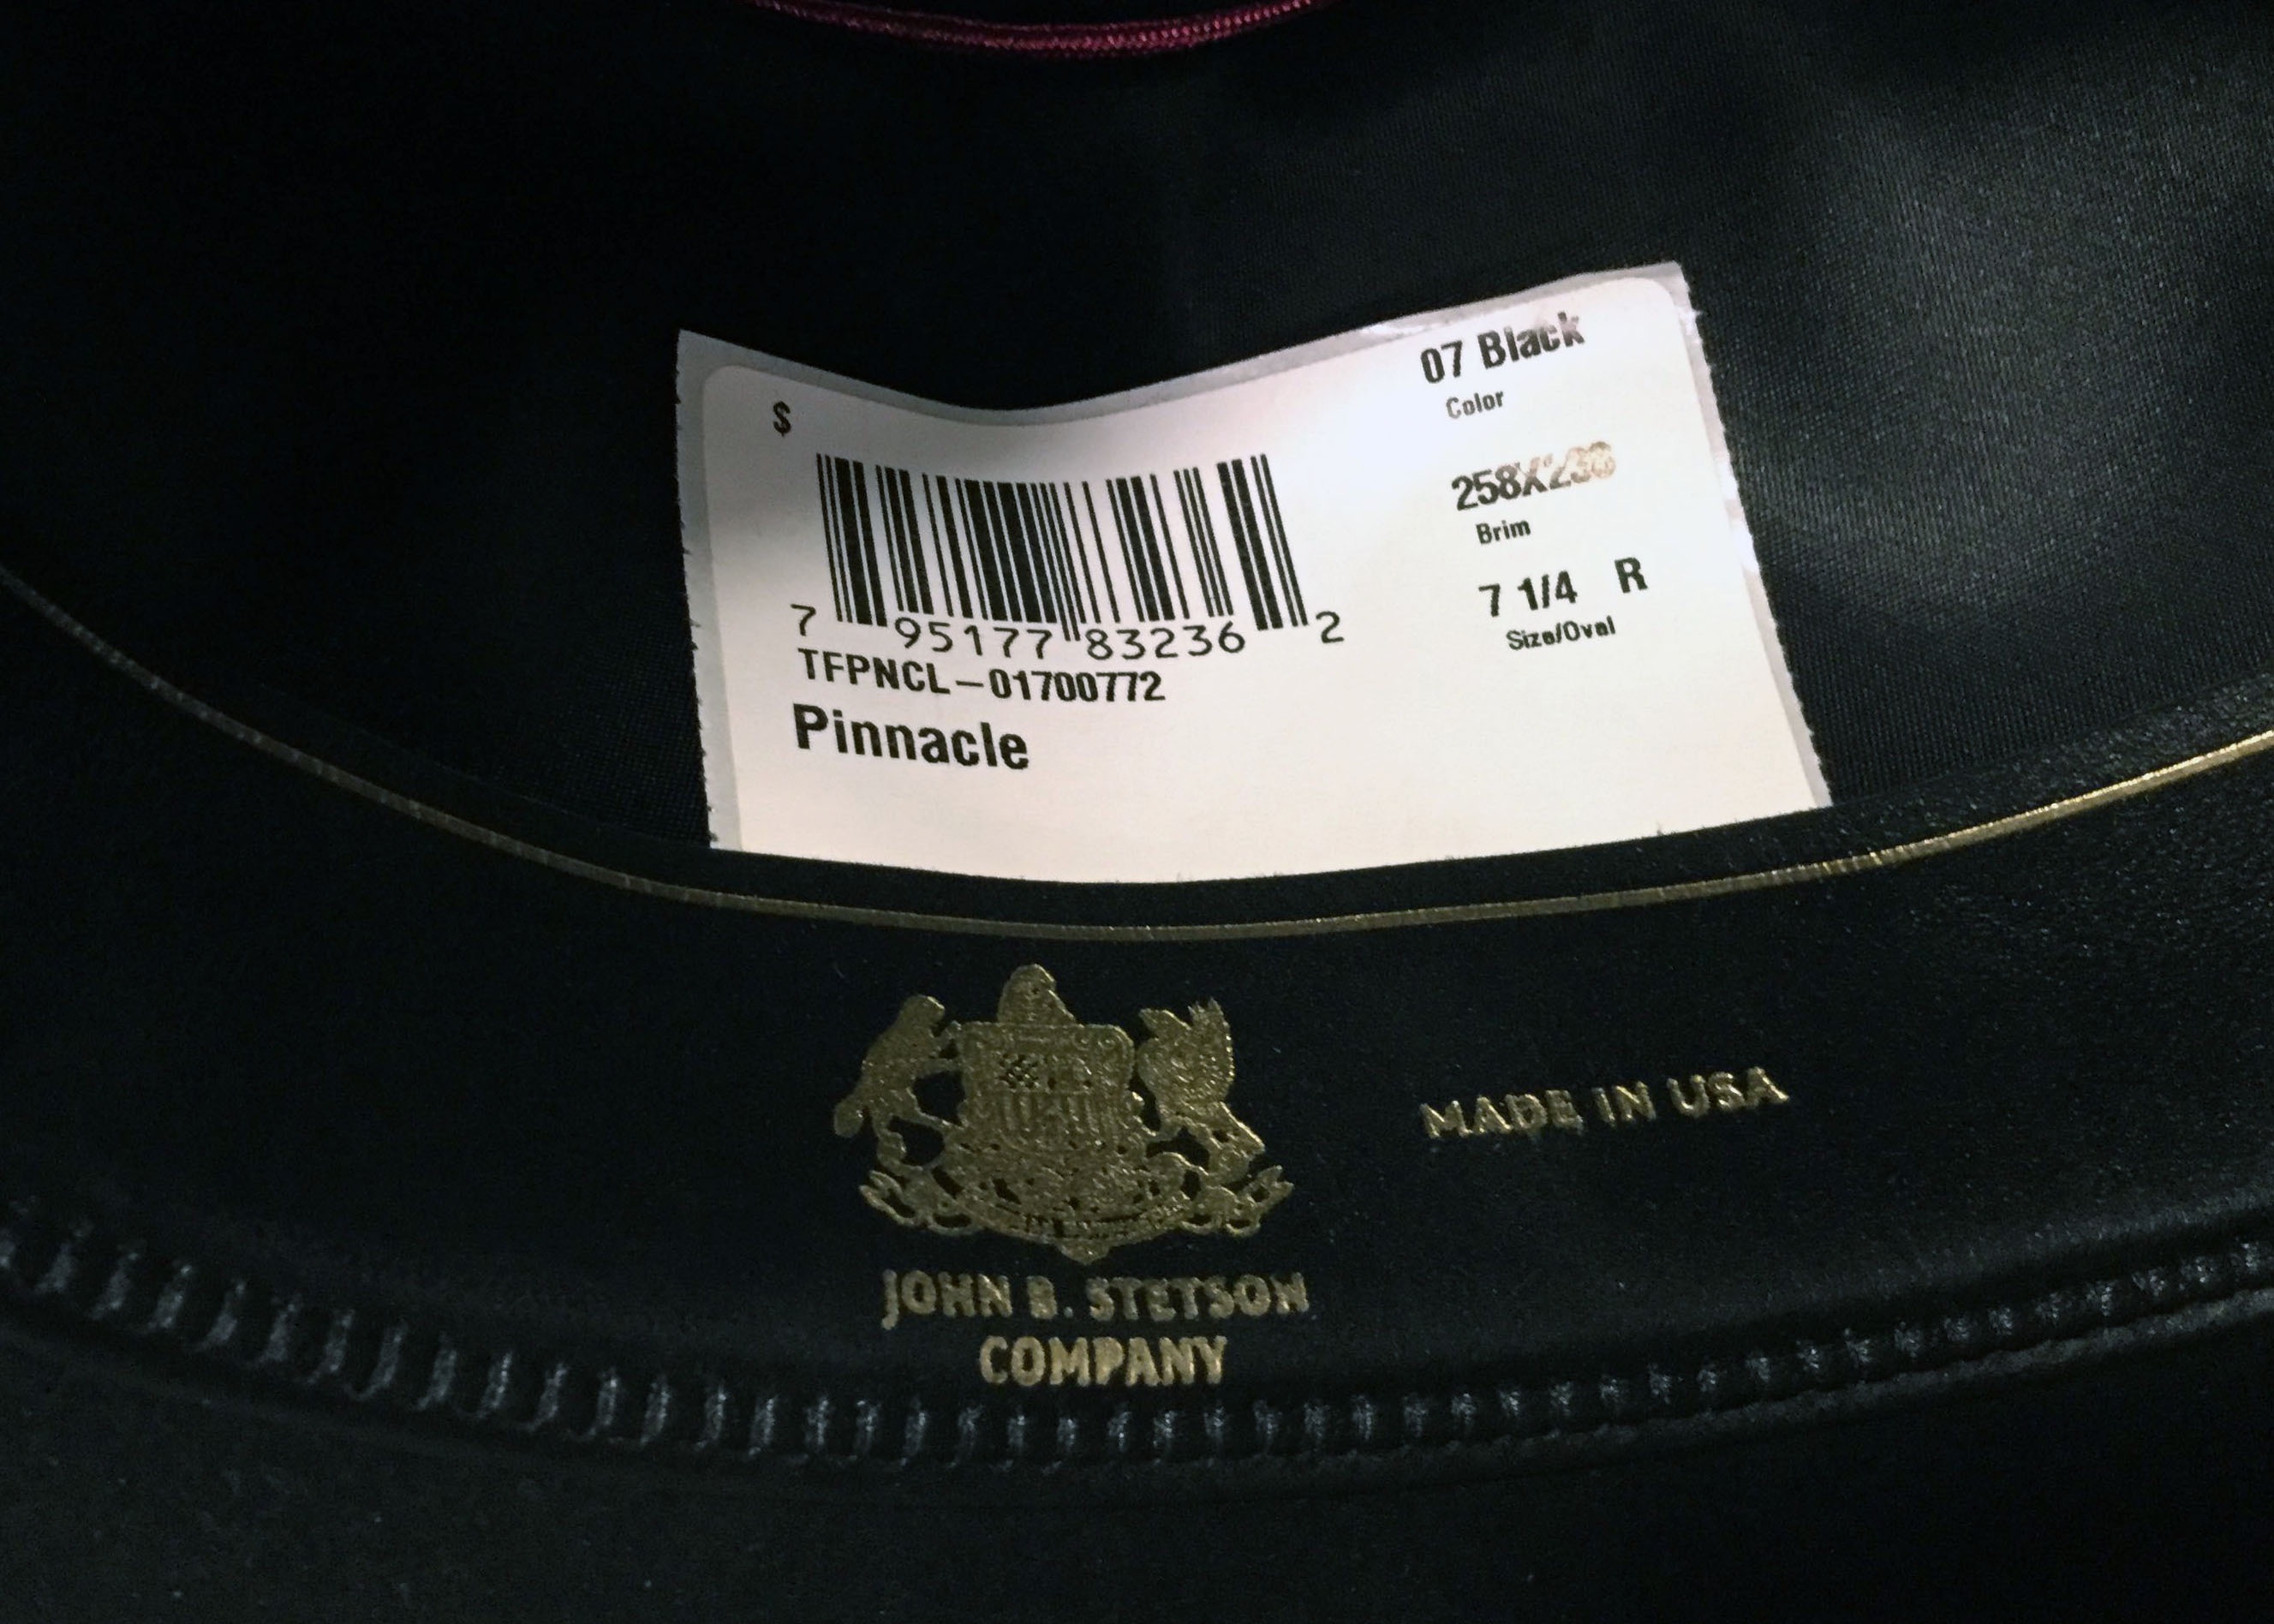 $
7 95177 83236 2
TFPNCL-01700772
Pinnacle
07 Black
Color
Brim
7 1/4 R
Size/Oval
MADE IN USA
JOHN B. STETSON
COMPANY